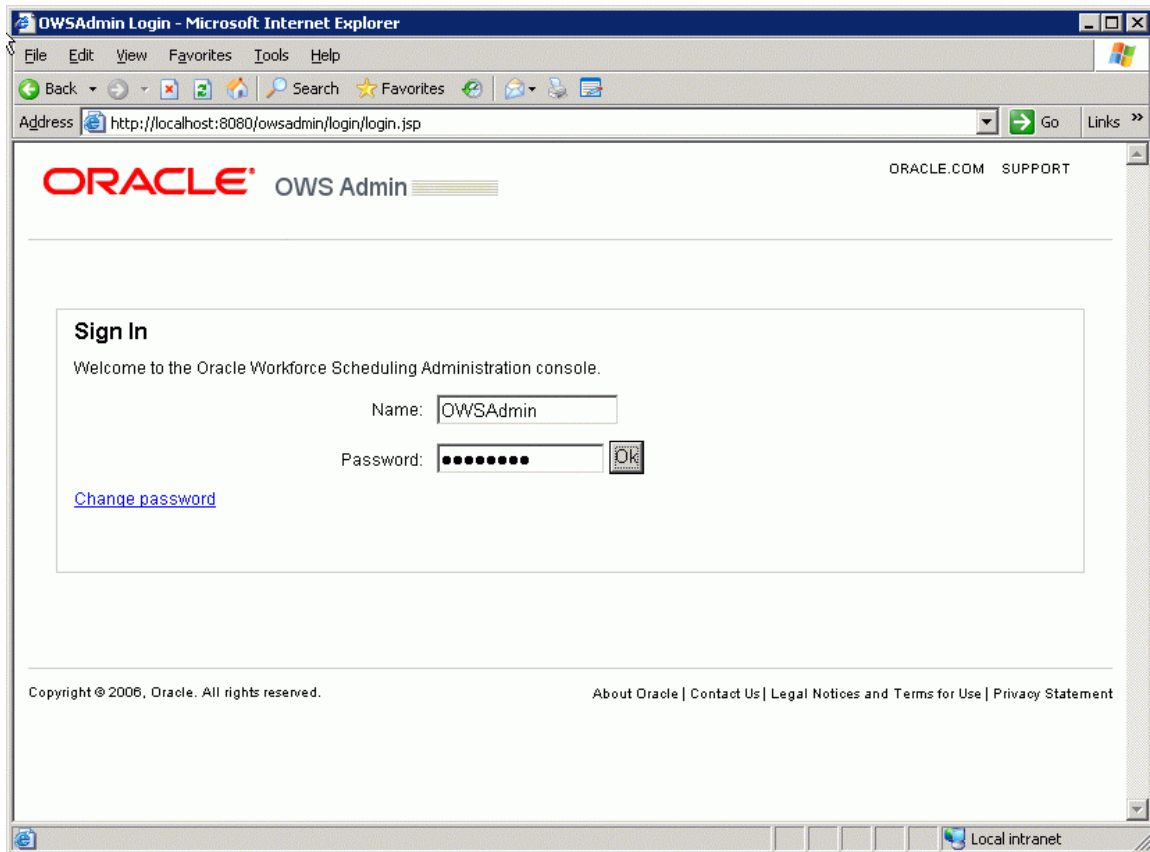 OWSAdmin Login - Microsoft Internet Explorer
File Edit View Favorites Tools Help
Back Search Favorites
Address http://localhost:8080/owsadmin/login/login.jsp Go Links »
ORACLE® OWS Admin ORACLE.COM SUPPORT
Sign In
Welcome to the Oracle Workforce Scheduling Administration console.
Name: OWSAdmin
Password: ●●●●●●●● Ok
Change password
Copyright © 2006, Oracle. All rights reserved. About Oracle | Contact Us | Legal Notices and Terms for Use | Privacy Statement
Local intranet